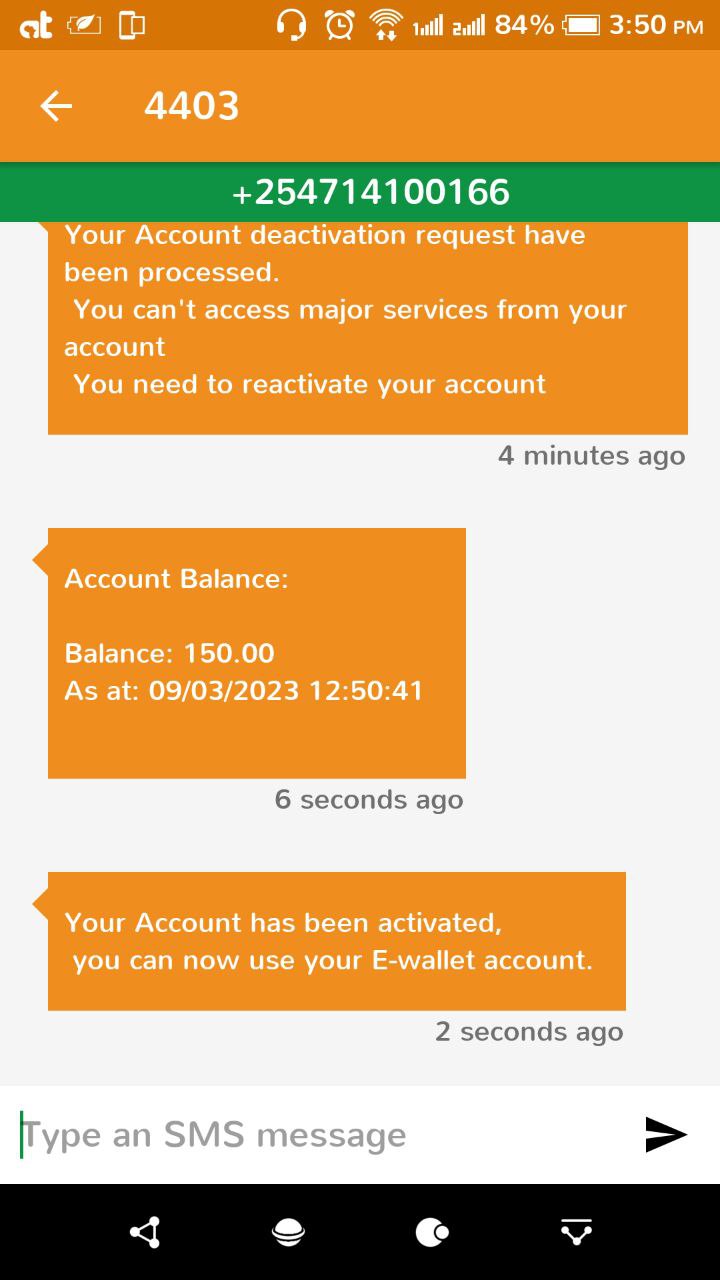 at 1 2 84% 3:50 PM
4403
+254714100166
Your Account deactivation request have
been processed.
You can't access major services from your
account
You need to reactivate your account
4 minutes ago
Account Balance:
Balance: 150.00
As at: 09/03/2023 12:50:41
6 seconds ago
Your Account has been activated,
you can now use your E-wallet account.
2 seconds ago
Type an SMS message